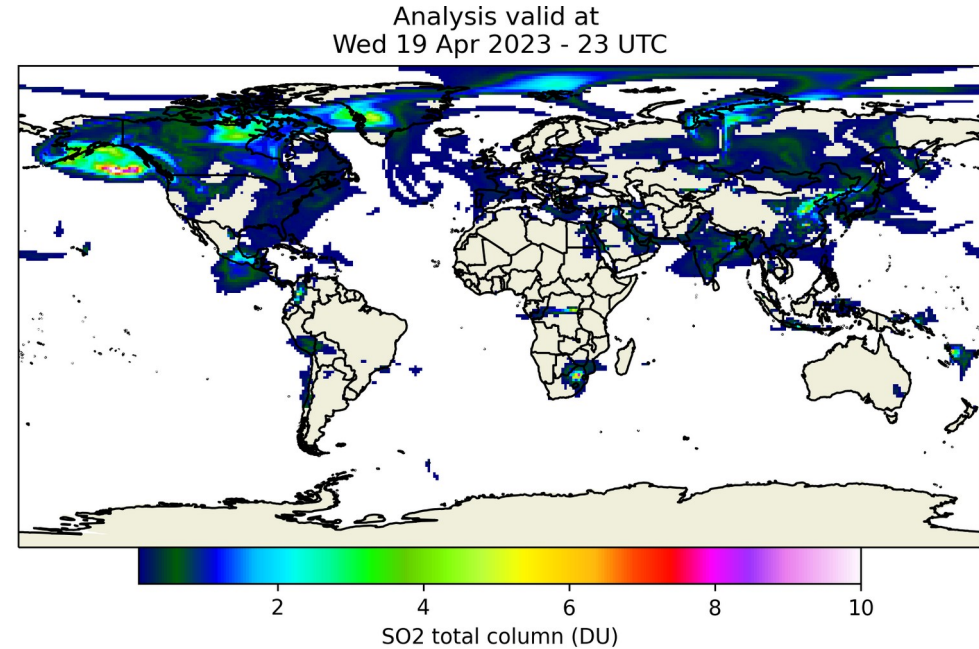 Analysis valid at
Wed 19 Apr 2023 - 23 UTC
2 4 6 8 10
SO2 total column (DU)